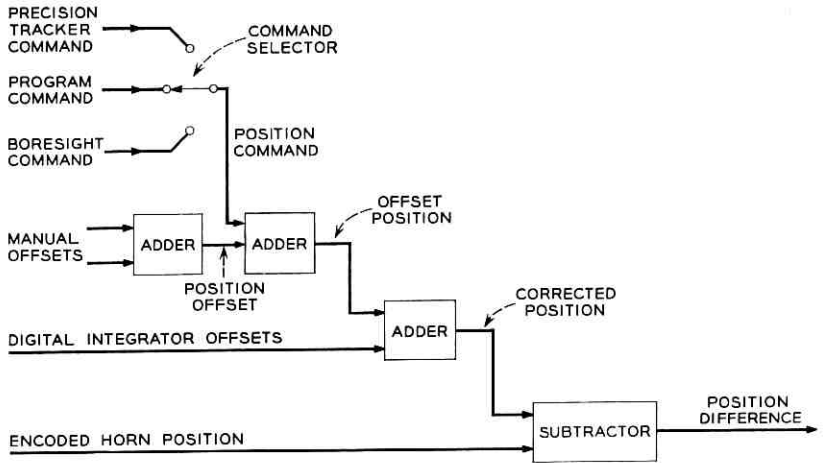 PRECISION
TRACKER
COMMAND
COMMAND
SELECTOR
PROGRAM
COMMAND
BORESIGHT
COMMAND
POSITION
COMMAND
OFFSET
POSITION
MANUAL
OFFSETS
ADDER
ADDER
POSITION
OFFSET
CORRECTED
POSITION
DIGITAL INTEGRATOR OFFSETS
ADDER
POSITION
DIFFERENCE
ENCODED HORN POSITION
SUBTRACTOR